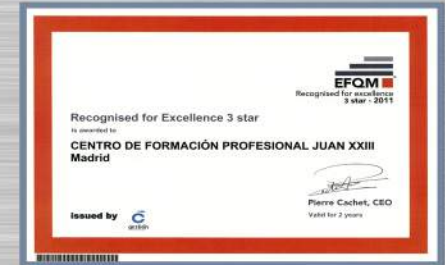 EFQM
Recognised for excellence
3 star - 2011
Recognised for Excellence 3 star
is awarded to
CENTRO DE FORMACIÓN PROFESIONAL JUAN XXIII
Madrid
Pierre Cachet, CEO
Valid for 2 years
issued by